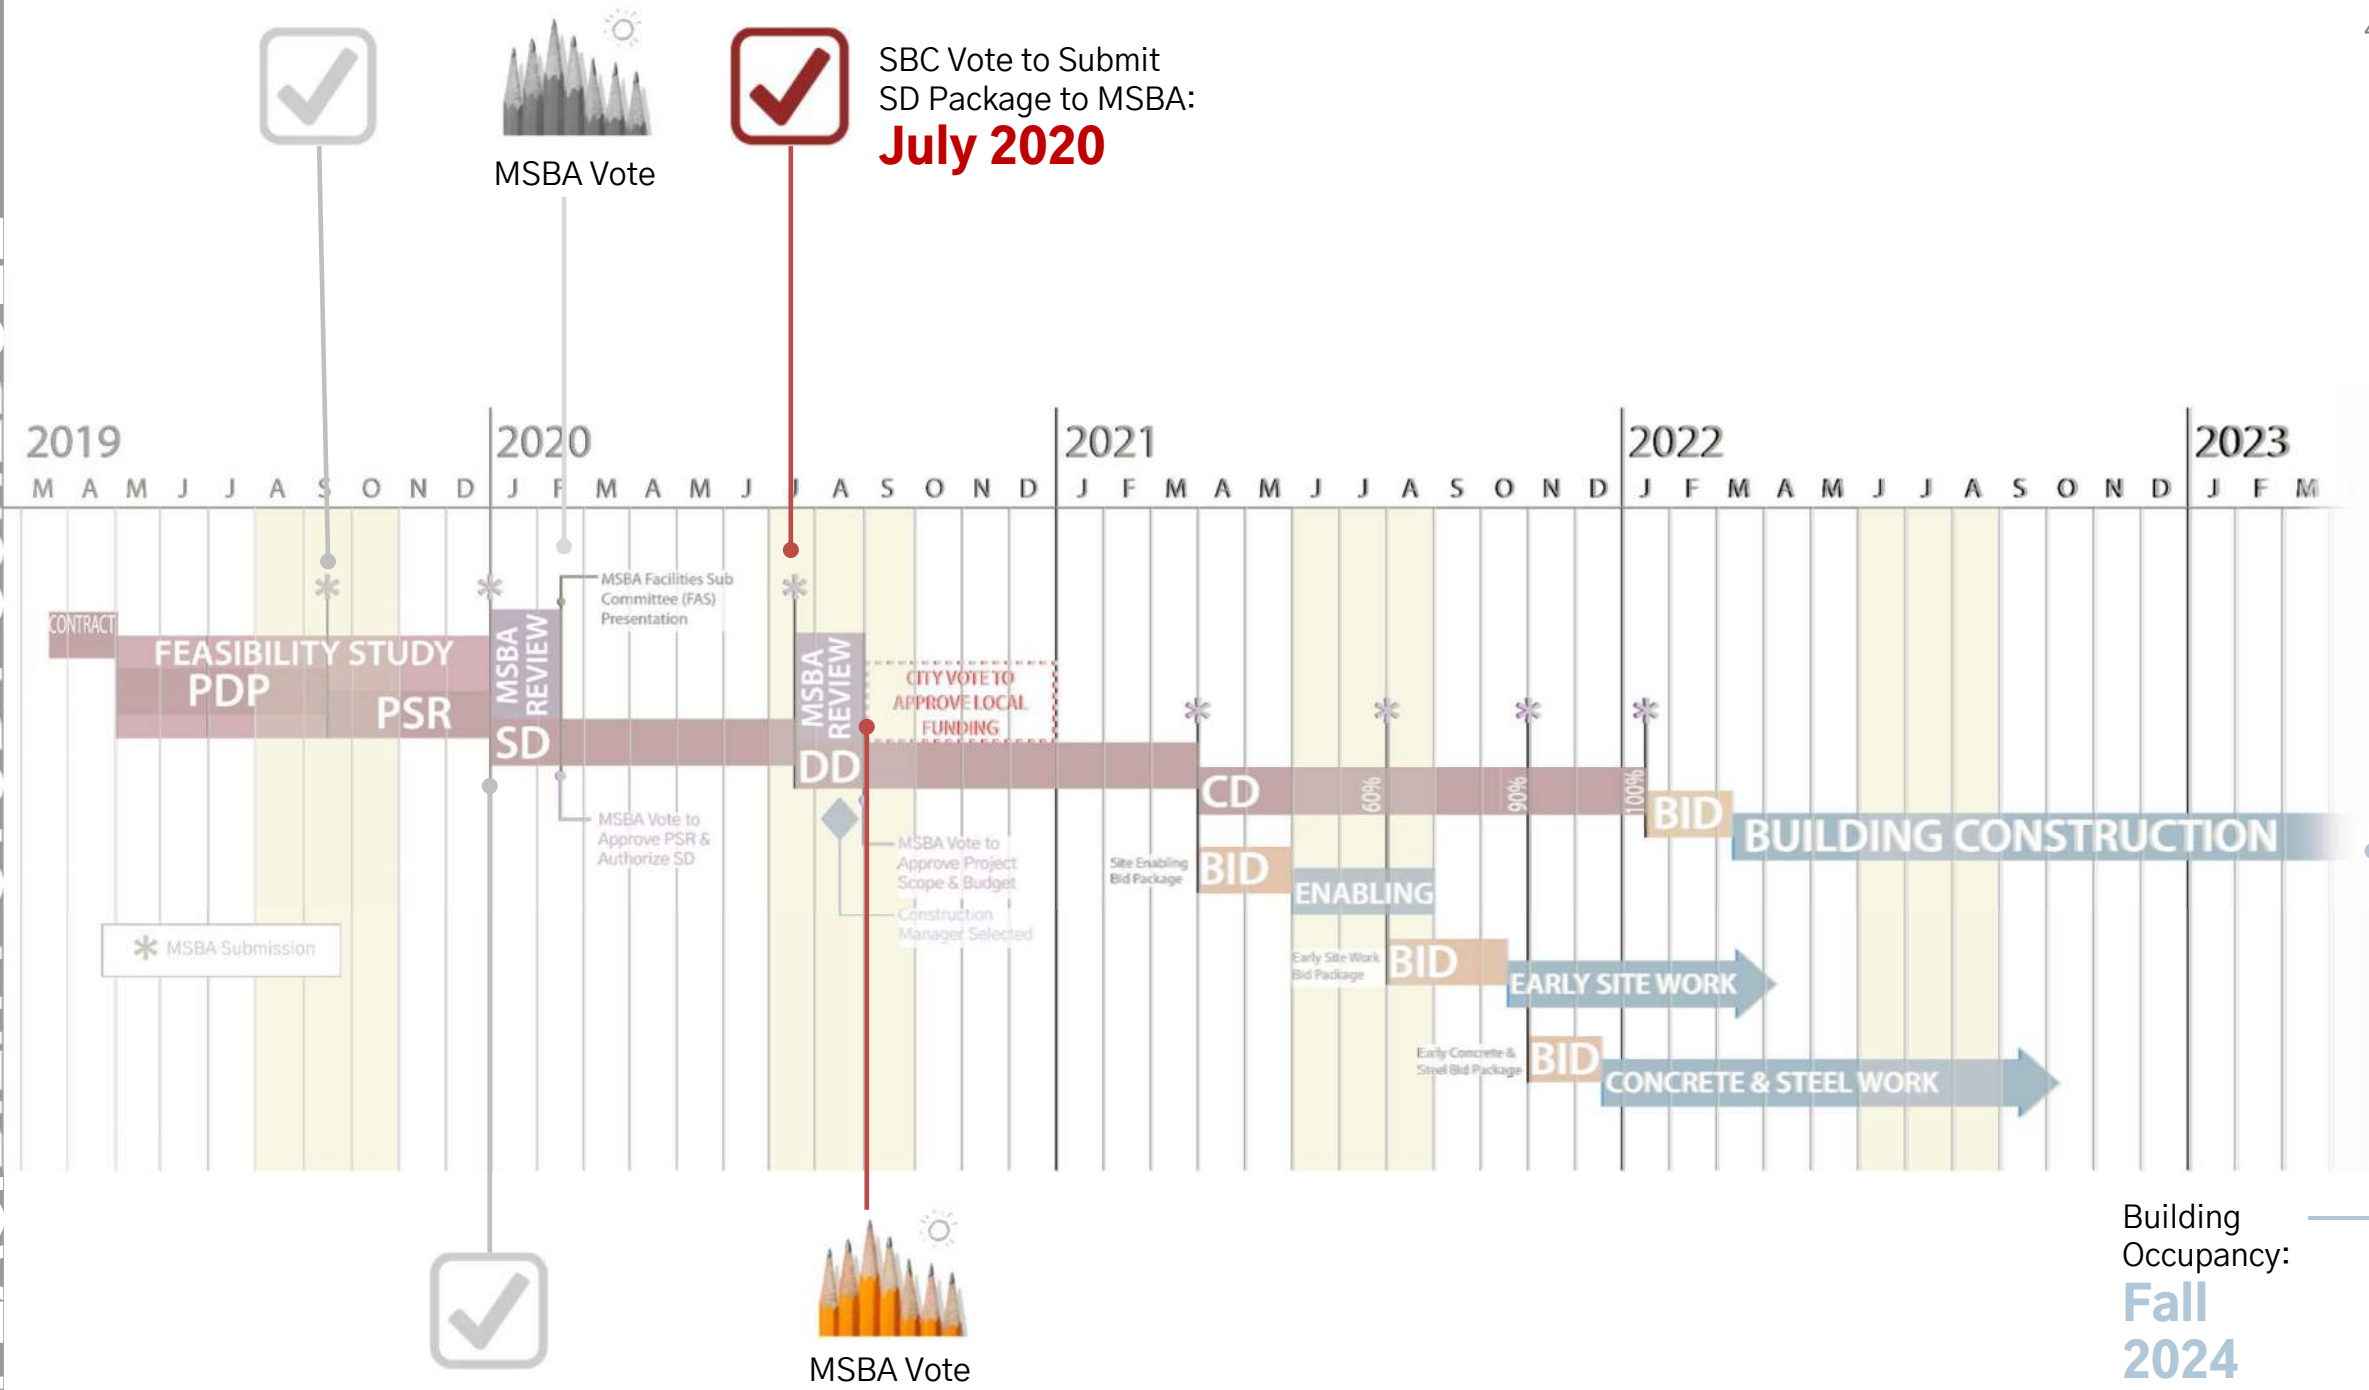 SBC Vote to Submit
SD Package to MSBA:
July 2020
MSBA Vote
2019
2020
2021
2022
2023
M A M J J A S O N D J F M A M J J A S O N D J F M A M J J A S O N D J F M A M J J A S O N D J F M
MSBA Facilities Sub
Committee (FAS)
Presentation
CONTRACT
FEASIBILITY STUDY
PDP
PSR
MSBA
REVIEW
SD
MSBA
REVIEW
DD
CITY VOTE TO
APPROVE LOCAL
FUNDING
CD
60%
90%
100%
BID
BUILDING CONSTRUCTION
MSBA Vote to
Approve PSR &
Authorize SD
MSBA Vote to
Approve Project
Scope & Budget
Construction
Manager Selected
Site Enabling
Bid Package
BID
ENABLING
* MSBA Submission
Early Site Work
Bid Package
BID
EARLY SITE WORK
Early Concrete &
Steel Bid Package
BID
CONCRETE & STEEL WORK
Building
Occupancy:
Fall
2024
MSBA Vote